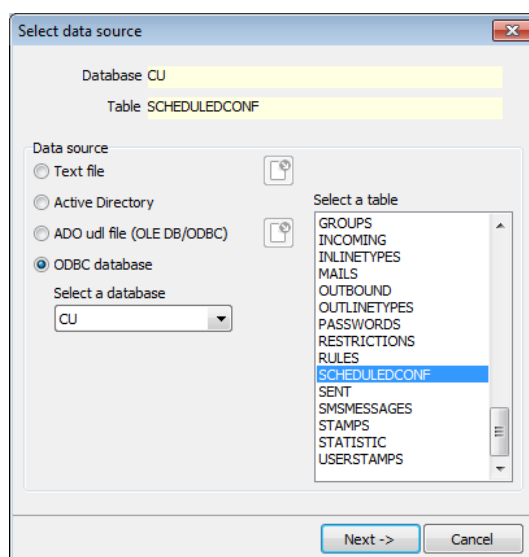 Select data source
Database CU
Table SCHEDULEDCONF
Data source
Text file
Active Directory
ADO udl file (OLE DB/ODBC)
ODBC database
Select a database
CU
Select a table
GROUPS
INCOMING
INLINETYPES
MAILS
OUTBOUND
OUTLINETYPES
PASSWORDS
RESTRICTIONS
RULES
SCHEDULEDCONF
SENT
SMSMESSAGES
STAMPS
STATISTIC
USERSTAMPS
Next -> Cancel